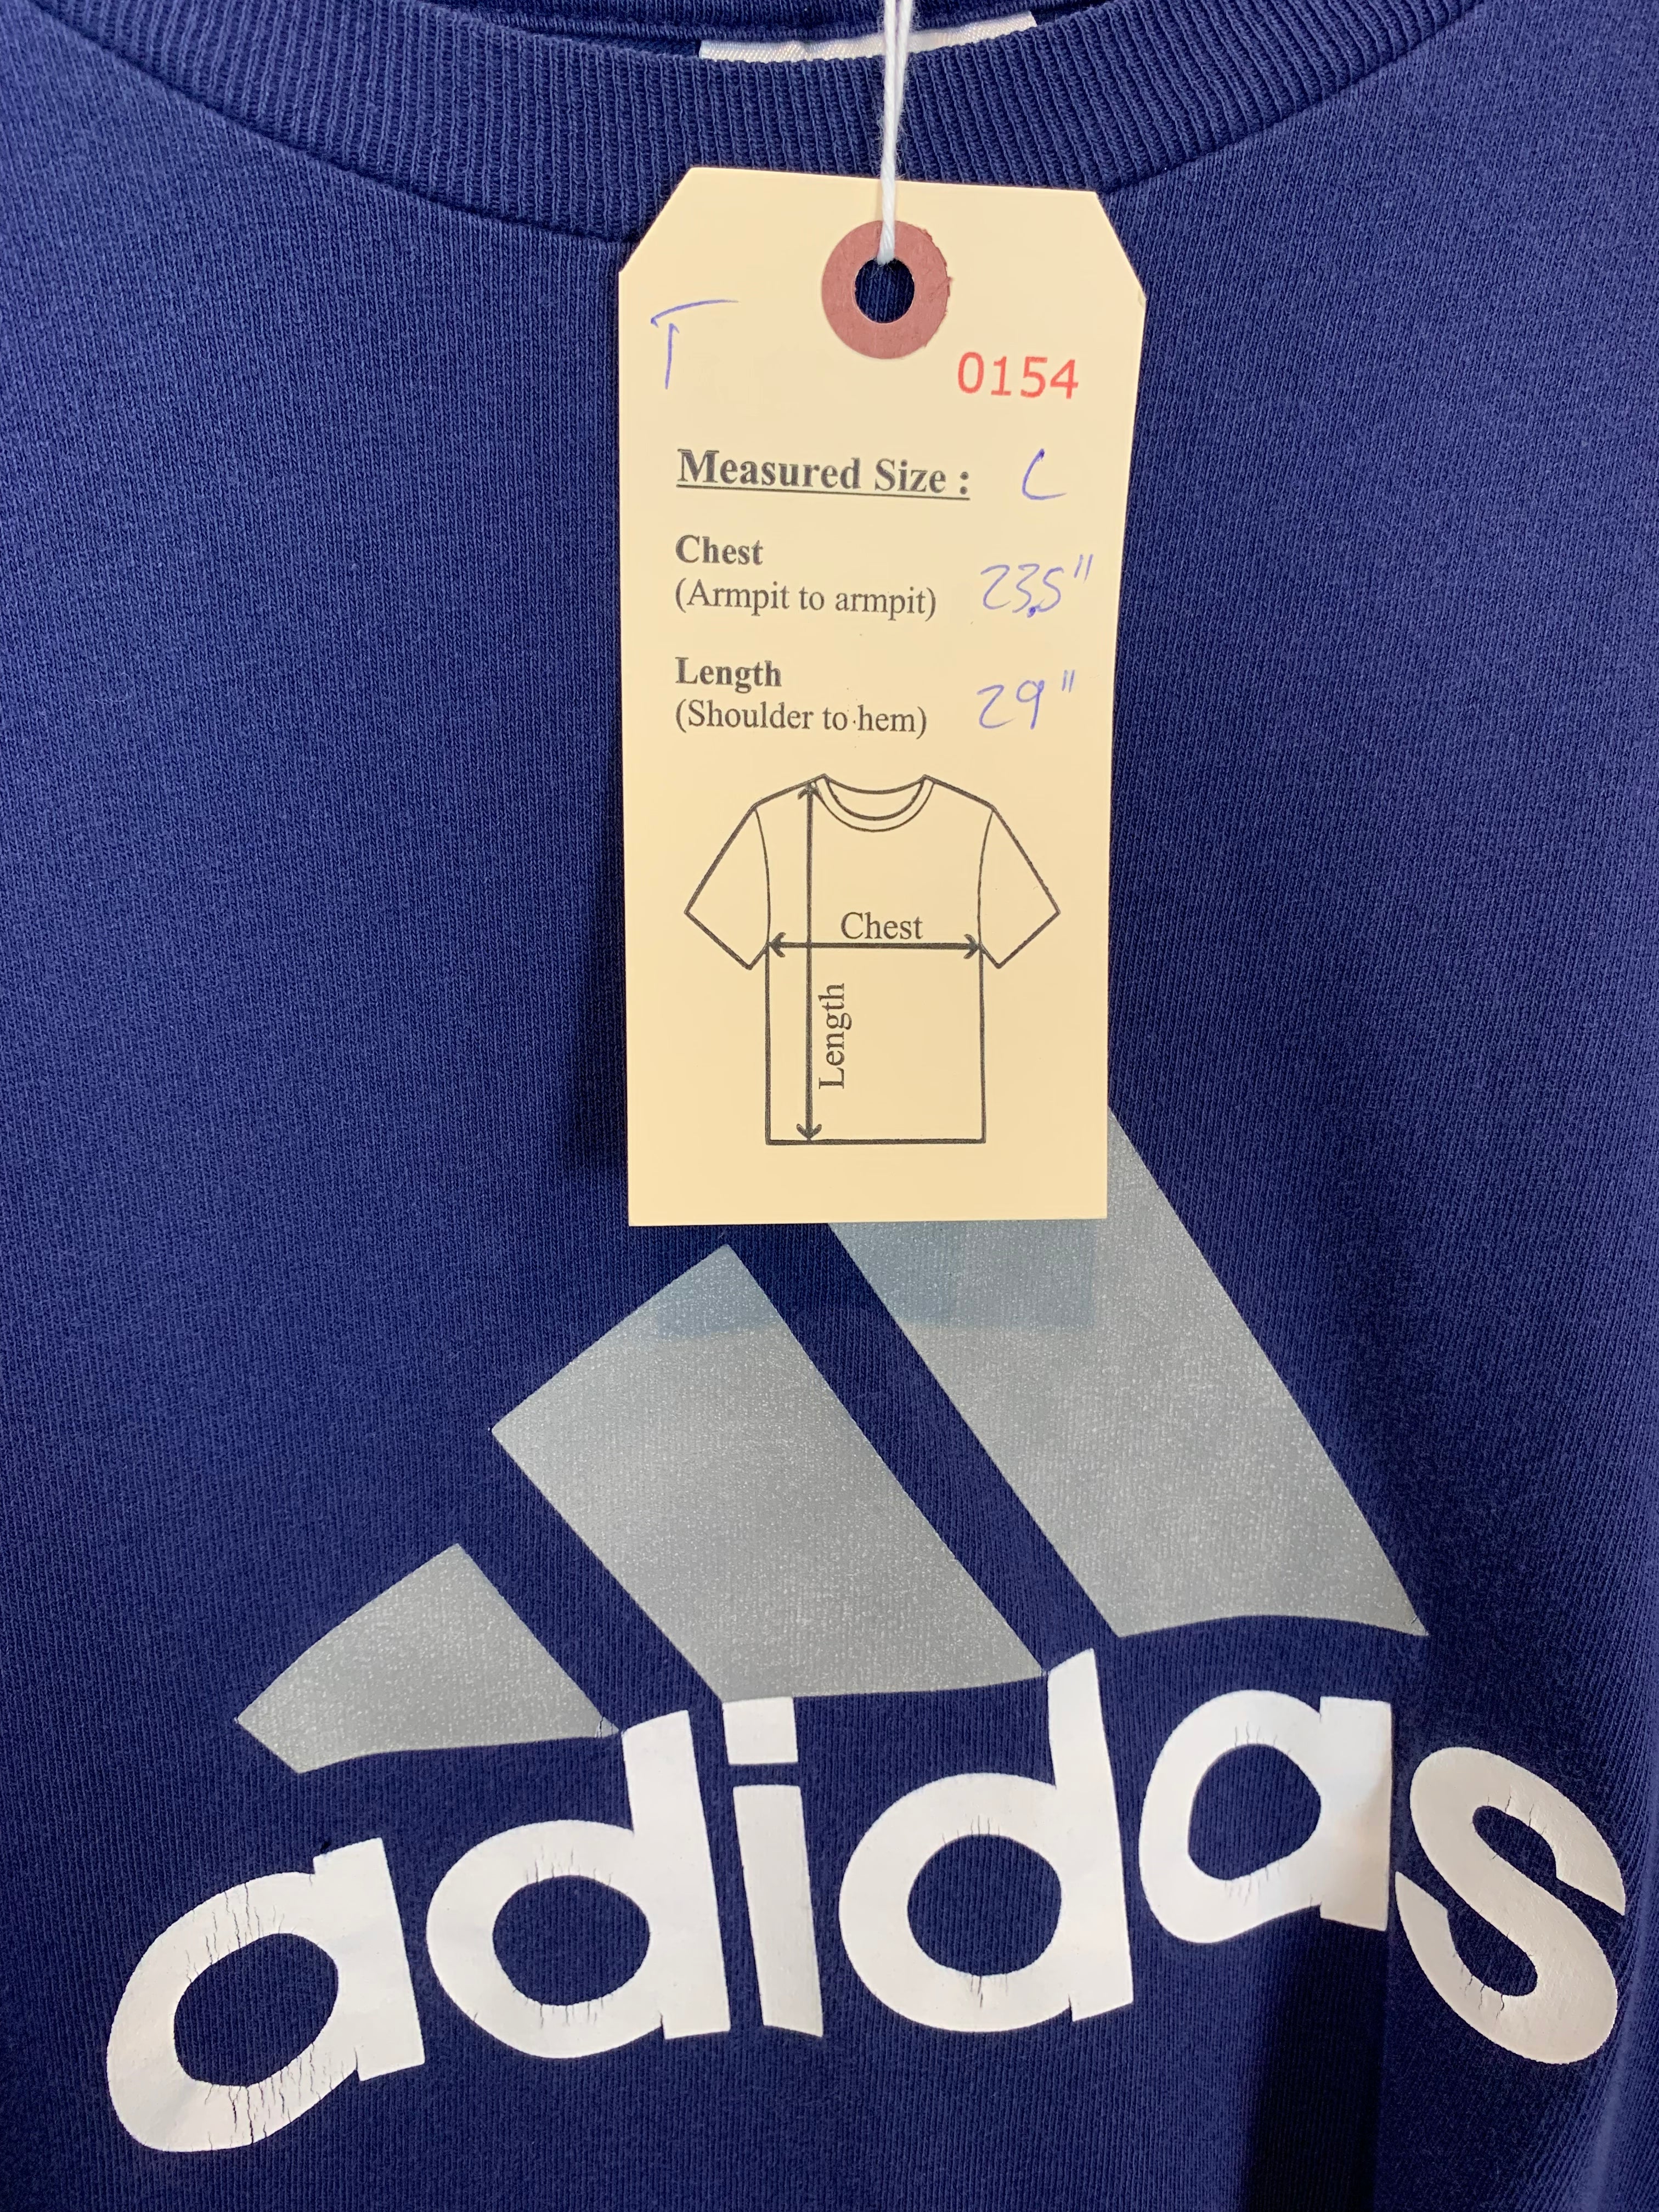 T
0154
Measured Size : L
Chest
(Armpit to armpit) 23.5"
Length
(Shoulder to hem) 29"
Chest
Length
adidas